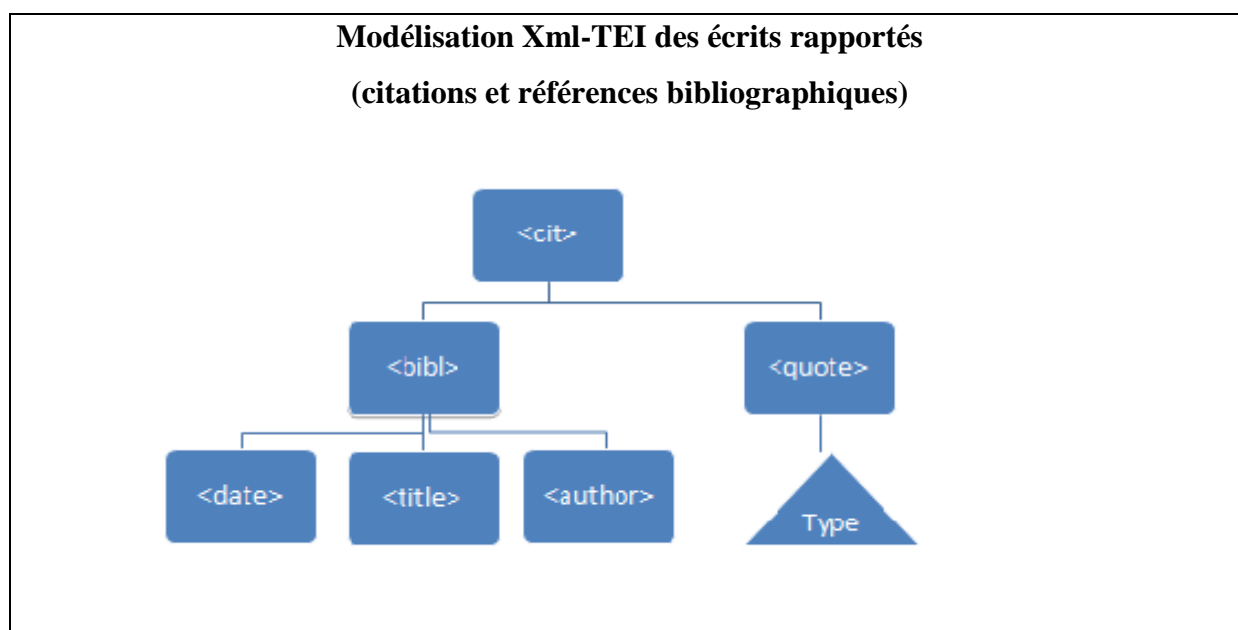 Modélisation Xml-TEI des écrits rapportés
(citations et références bibliographiques)
<cit>
<bibl>
<quote>
<date>
<title>
<author>
Type